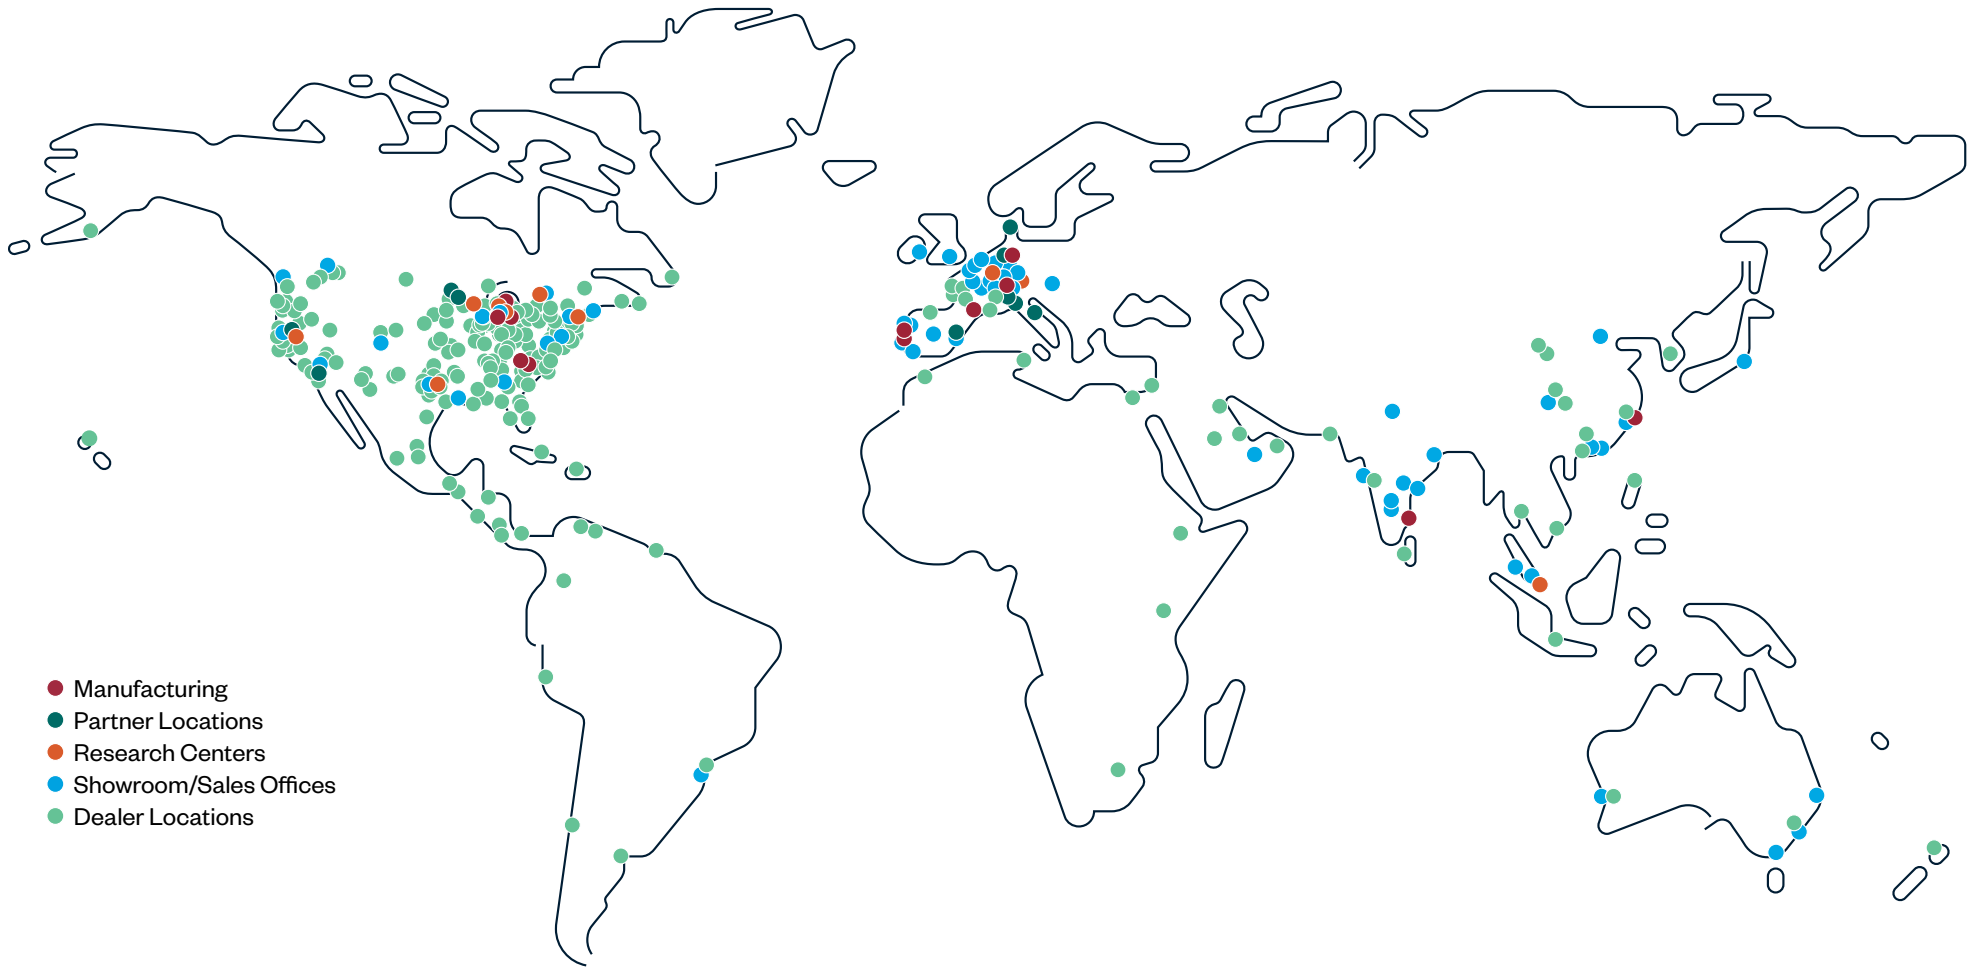 Manufacturing
Partner Locations
Research Centers
Showroom/Sales Offices
Dealer Locations